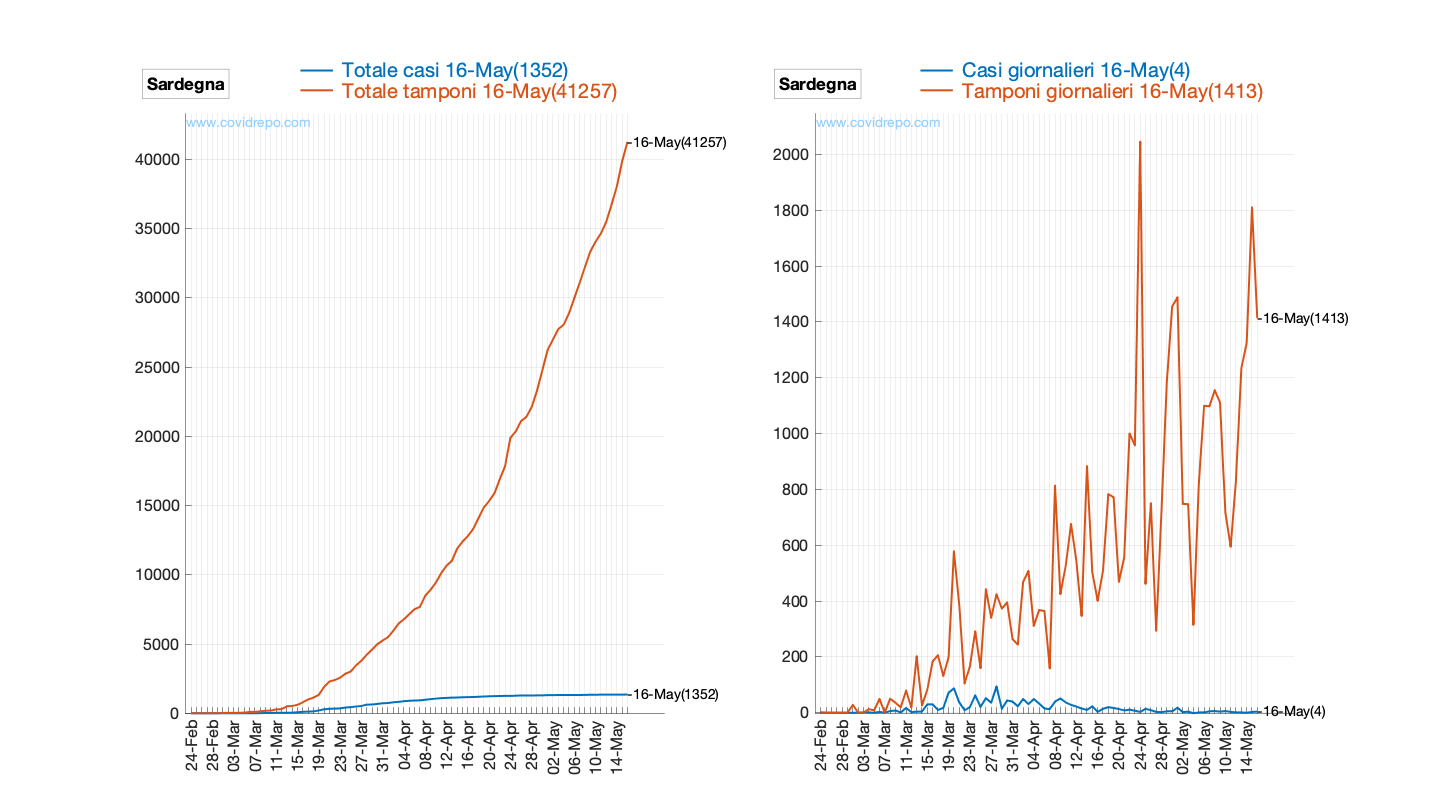 Sardegna
Totale casi 16-May(1352)
Totale tamponi 16-May(41257)
www.covidrepo.com
16-May(41257)
40000
35000
30000
25000
20000
15000
10000
5000
0
16-May(1352)
24-Feb
28-Feb
03-Mar
07-Mar
11-Mar
15-Mar
19-Mar
23-Mar
27-Mar
31-Mar
04-Apr
08-Apr
12-Apr
16-Apr
20-Apr
24-Apr
28-Apr
02-May
06-May
10-May
14-May
Sardegna
Casi giornalieri 16-May(4)
Tamponi giornalieri 16-May(1413)
www.covidrepo.com
2000
1800
1600
1400
16-May(1413)
1200
1000
800
600
400
200
0
16-May(4)
24-Feb
28-Feb
03-Mar
07-Mar
11-Mar
15-Mar
19-Mar
23-Mar
27-Mar
31-Mar
04-Apr
08-Apr
12-Apr
16-Apr
20-Apr
24-Apr
28-Apr
02-May
06-May
10-May
14-May